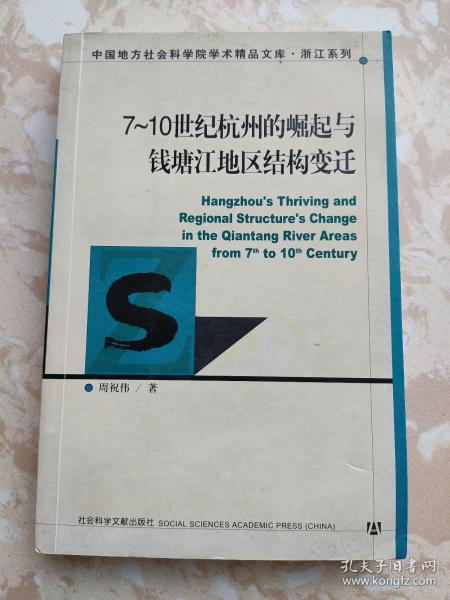 中国地方社会科学院学术精品文库·浙江系列
7~10世纪杭州的崛起与
钱塘江地区结构变迁
Hangzhou's Thriving and
Regional Structure's Change
in the Qiantang River Areas
from 7th to 10th Century
S
Z
周祝伟 / 著
社会科学文献出版社 SOCIAL SCIENCES ACADEMIC PRESS (CHINA)
孔夫子旧书网
www.kongfz.com